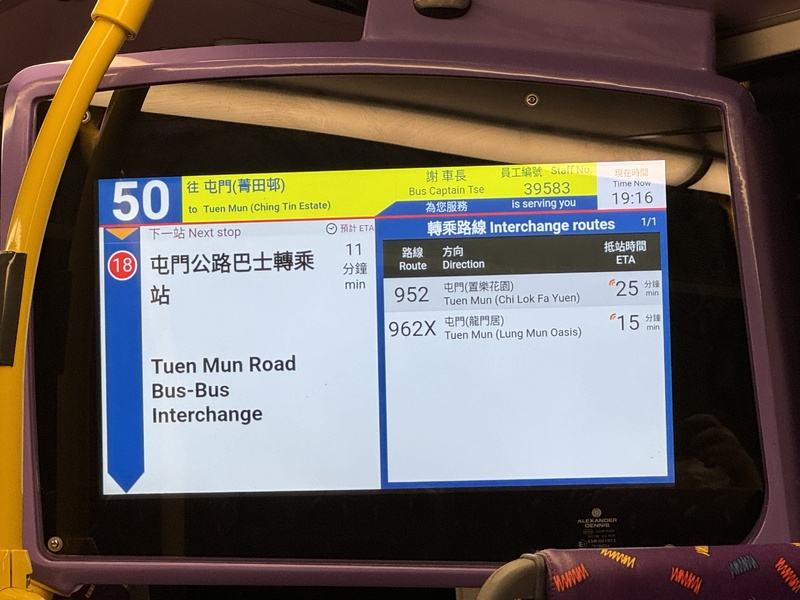 50
往 屯門(菁田邨)
to Tuen Mun (Ching Tin Estate)
謝 車長
Bus Captain Tse
員工編號 Staff No.
39583
為您服務
is serving you
現在時間
Time Now
19:16
下一站 Next stop
預計 ETA
18
屯門公路巴士轉乘
站
11
分鐘
min
Tuen Mun Road
Bus-Bus
Interchange
轉乘路線 Interchange routes
1/1
路線
Route
方向
Direction
抵站時間
ETA
952
屯門(置樂花園)
Tuen Mun (Chi Lok Fa Yuen)
25
分鐘
min
962X
屯門(龍門居)
Tuen Mun (Lung Mun Oasis)
15
分鐘
min
ALEXANDER
DENNIS